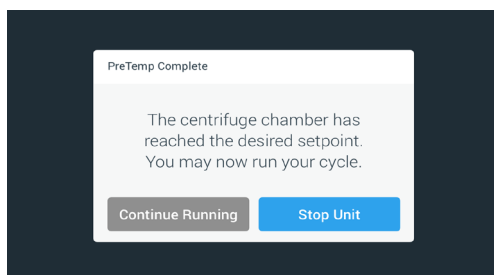 PreTemp Complete
The centrifuge chamber has
reached the desired setpoint.
You may now run your cycle.
Continue Running
Stop Unit